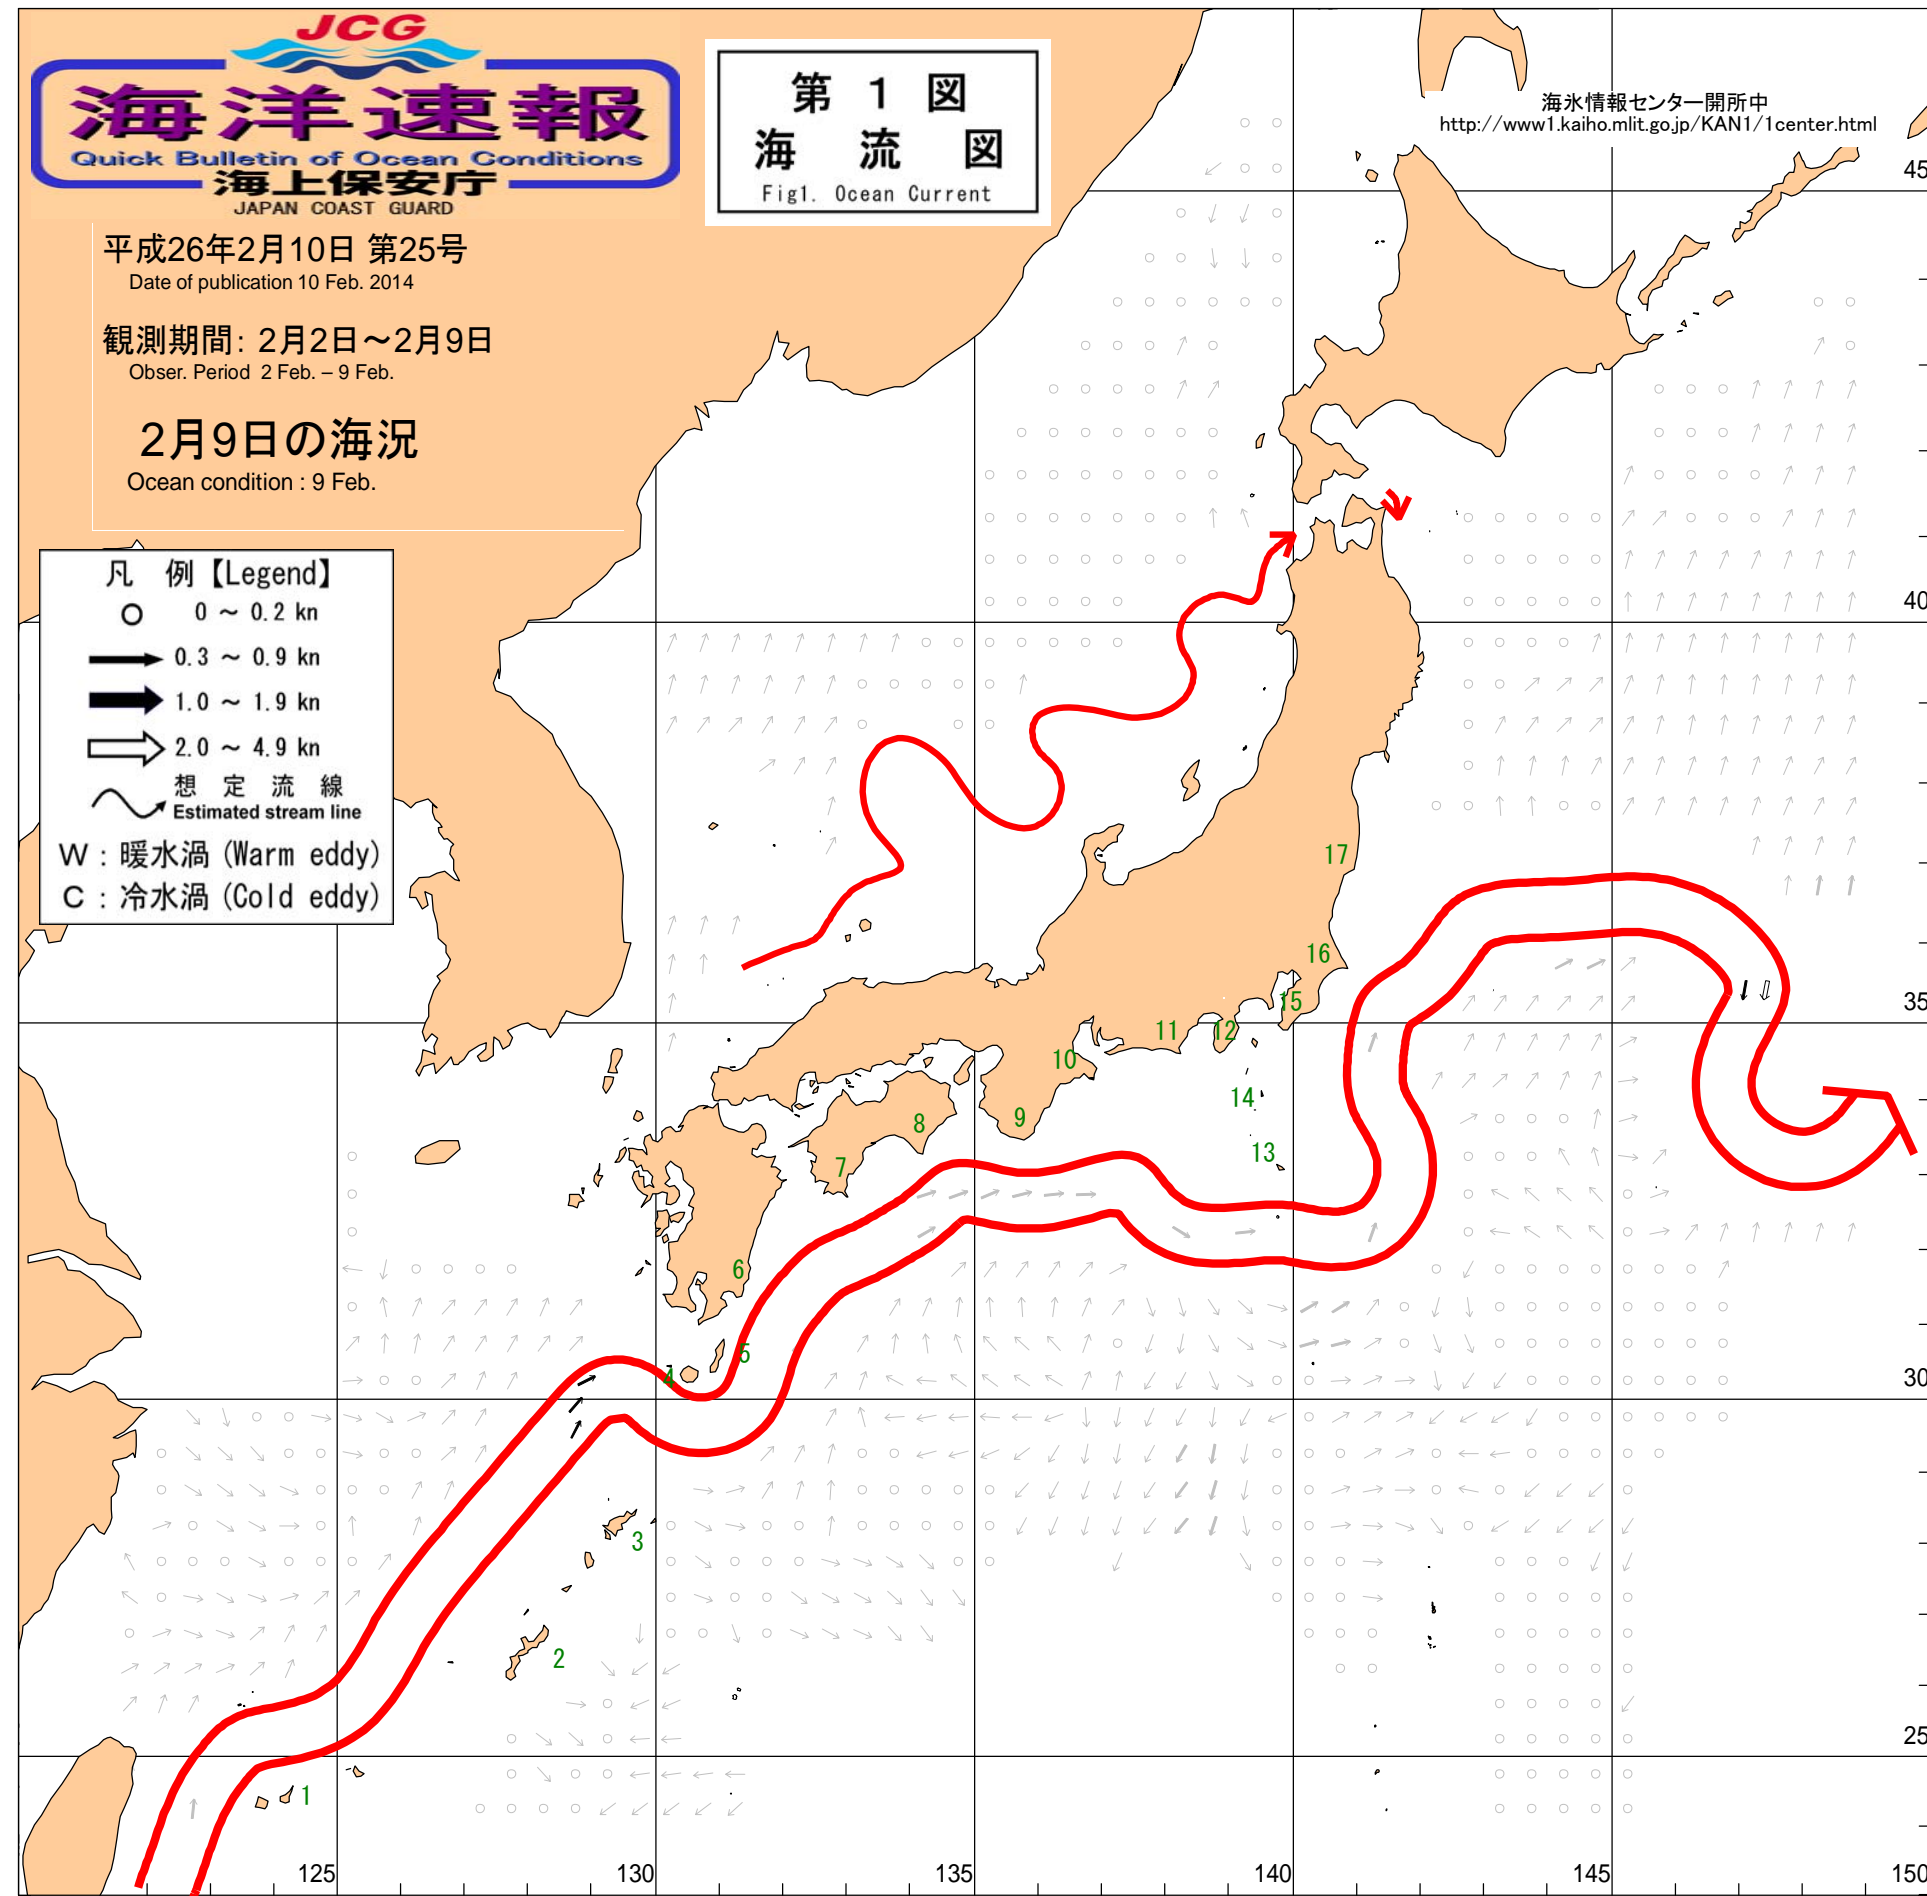 JCG
海洋速報
Quick Bulletin of Ocean Conditions
海上保安庁
JAPAN COAST GUARD
第 1 図
海 流 図
Fig1. Ocean Current
海氷情報センター開所中
http://www1.kaiho.mlit.go.jp/KAN1/1center.html
平成26年2月10日 第25号
Date of publication 10 Feb. 2014
観測期間: 2月2日～2月9日
Obser. Period 2 Feb. – 9 Feb.
2月9日の海況
Ocean condition : 9 Feb.
凡 例【Legend】
0 ～ 0.2 kn
0.3 ～ 0.9 kn
1.0 ～ 1.9 kn
2.0 ～ 4.9 kn
想 定 流 線
Estimated stream line
W : 暖水渦 (Warm eddy)
C : 冷水渦 (Cold eddy)
45
40
35
30
25
17
16
15
12
11
10
14
9
8
13
7
6
5
4
3
2
1
125
130
135
140
145
150